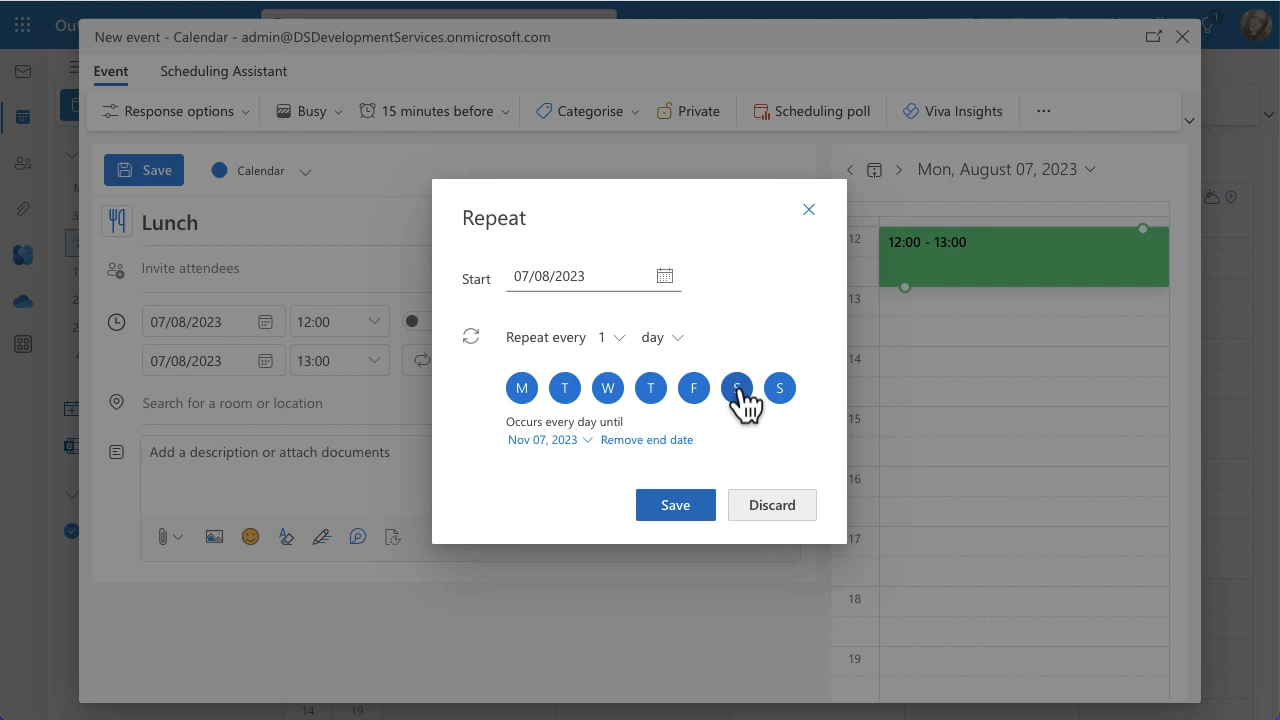 Out
1
New event - Calendar - admin@DSDevelopmentServices.onmicrosoft.com
Event Scheduling Assistant
Response options Busy 15 minutes before Categorise Private Scheduling poll Viva Insights ...
Save Calendar
Mon, August 07, 2023
Lunch
Invite attendees
07/08/2023 12:00
07/08/2023 13:00
Search for a room or location
Add a description or attach documents
Repeat
Start 07/08/2023
Repeat every 1 day
M T W T F S S
Occurs every day until
Nov 07, 2023 Remove end date
Save Discard
12 12:00 - 13:00
13
14
15
16
17
18
19
14 19